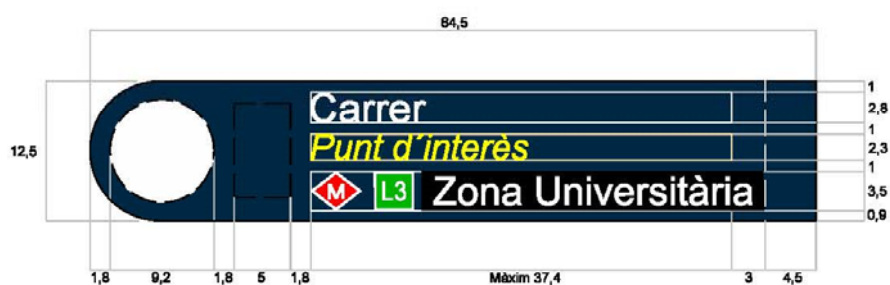 64,5
Carrer
Punt d´interès
M L3 Zona Universitària
12,5
1
2,8
1
2,3
1
3,5
0,9
1,8 9,2 1,8 5 1,8 Màxim 37,4 3 4,5